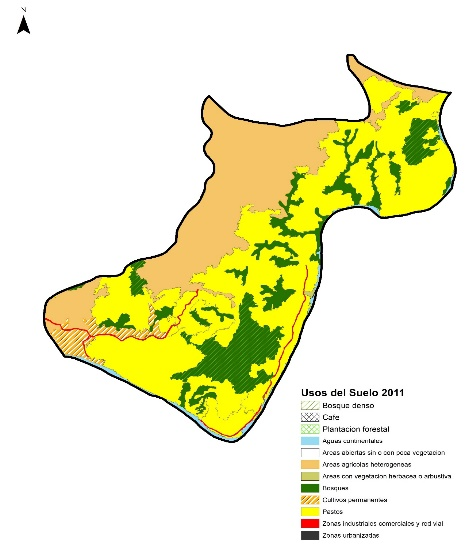 N
Usos del Suelo 2011
Bosque denso
Cafe
Plantacion forestal
Aguas continentales
Areas abiertas sin o con poca vegetacion
Areas agricolas heterogeneas
Areas con vegetacion herbacea o arbustiva
Bosques
Cultivos permanentes
Pastos
Zonas industriales comerciales y red vial
Zonas urbanizadas